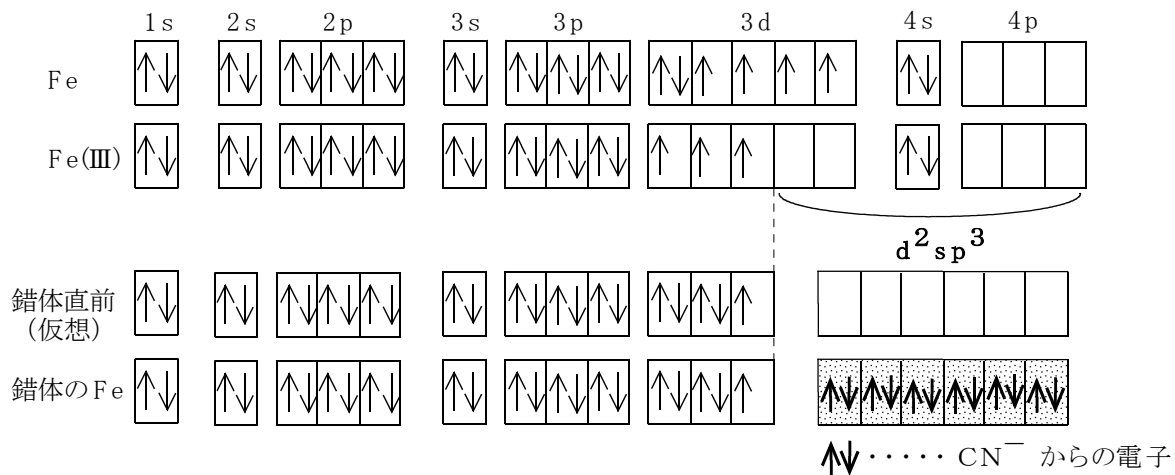 1s 2s 2p 3s 3p 3d 4s 4p
Fe
Fe(Ⅲ)
d²sp³
錯体直前
(仮想)
錯体のFe
‥‥‥ CN⁻ からの電子